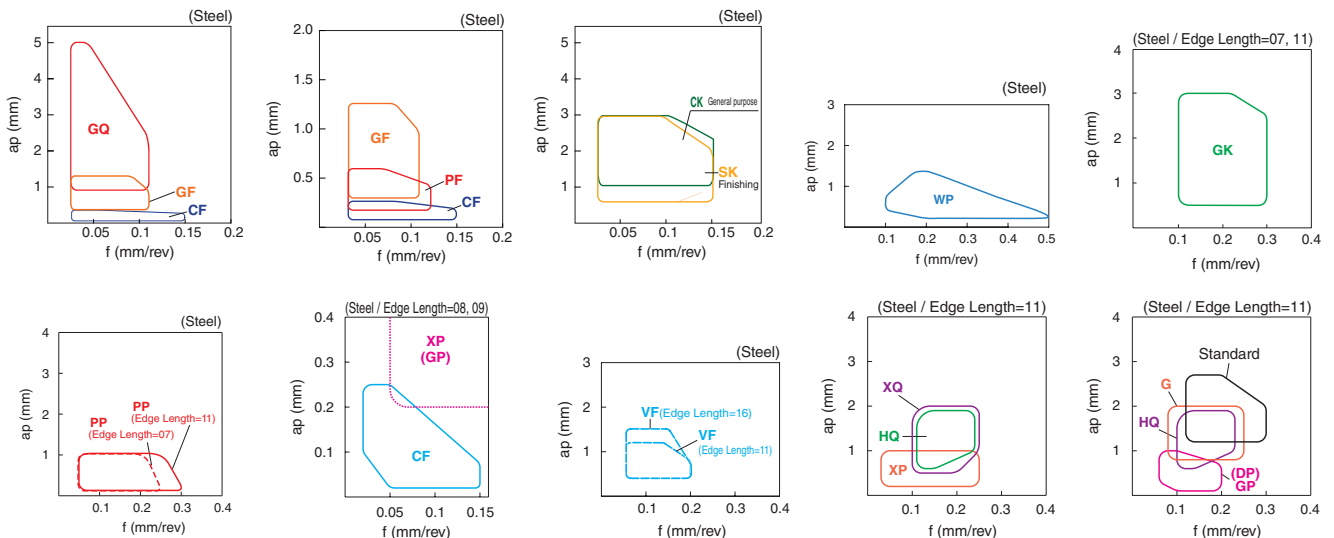 (Steel)
5
4
3
2
1
ap (mm)
GQ
GF
CF
0.05
0.1
0.15
0.2
f (mm/rev)
(Steel)
2.0
1.5
1.0
0.5
0
ap (mm)
GF
PF
CF
0.05
0.1
0.15
0.2
f (mm/rev)
(Steel)
5
4
3
2
1
0
ap (mm)
CK General purpose
SK
Finishing
0.05
0.1
0.15
0.2
f (mm/rev)
(Steel)
3
2
1
0
ap (mm)
WP
0.1
0.2
0.3
0.4
0.5
f (mm/rev)
(Steel / Edge Length=07, 11)
4
3
2
1
ap (mm)
GK
0.1
0.2
0.3
0.4
f (mm/rev)
(Steel)
4
3
2
1
ap (mm)
PP
(Edge Length=11)
PP
(Edge Length=07)
0.1
0.2
0.3
0.4
f (mm/rev)
(Steel / Edge Length=08, 09)
0.4
0.3
0.2
0.1
ap (mm)
XP
(GP)
CF
0.05
0.1
0.15
f (mm/rev)
(Steel)
3
2
1
ap (mm)
VF (Edge Length=16)
VF
(Edge Length=11)
0.1
0.2
0.3
0.4
f (mm/rev)
(Steel / Edge Length=11)
4
3
2
1
ap (mm)
XQ
HQ
XP
0.1
0.2
0.3
0.4
f (mm/rev)
(Steel / Edge Length=11)
4
3
2
1
ap (mm)
Standard
G
HQ
(DP)
GP
0.1
0.2
0.3
0.4
f (mm/rev)